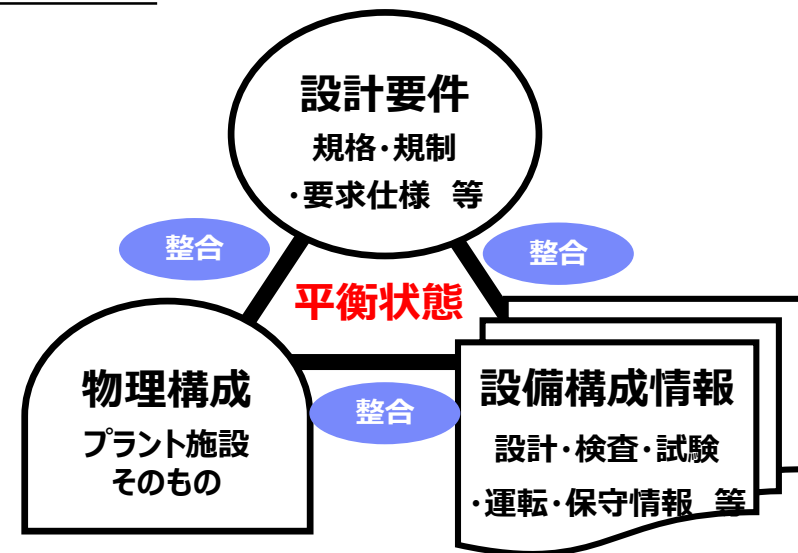 設計要件
規格・規制
・要求仕様 等
整合
整合
平衡状態
物理構成
プラント施設
そのもの
整合
設備構成情報
設計・検査・試験
・運転・保守情報 等